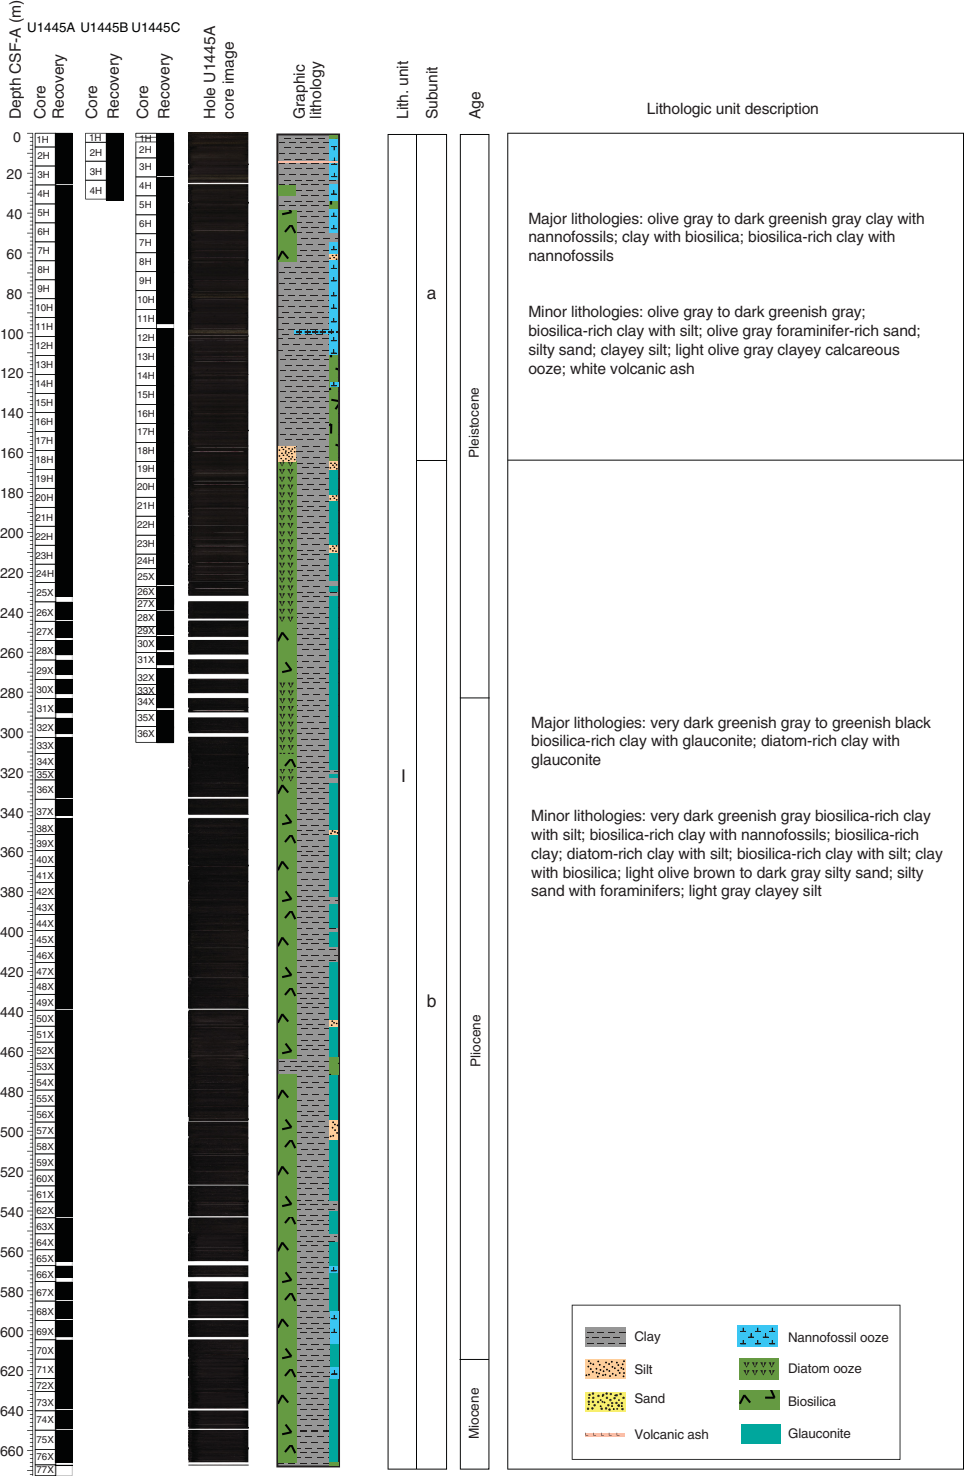 Depth CSF-A (m)
U1445A U1445B U1445C
Core
Recovery
Core
Recovery
Core
Recovery
Hole U1445A
core image
Graphic
lithology
Lith. unit
Subunit
Age
Lithologic unit description
0
20
40
60
80
100
120
140
160
180
200
220
240
260
280
300
320
340
360
380
400
420
440
460
480
500
520
540
560
580
600
620
640
660
1H
2H
3H
4H
5H
6H
7H
8H
9H
10H
11H
12H
13H
14H
15H
16H
17H
18H
19H
20H
21H
22H
23H
24H
25X
26X
27X
28X
29X
30X
31X
32X
33X
34X
35X
36X
37X
38X
39X
40X
41X
42X
43X
44X
45X
46X
47X
48X
49X
50X
51X
52X
53X
54X
55X
56X
57X
58X
59X
60X
61X
62X
63X
64X
65X
66X
67X
68X
69X
70X
71X
72X
73X
74X
75X
76X
77X
1H
2H
3H
4H
1H
2H
3H
4H
5H
6H
7H
8H
9H
10H
11H
12H
13H
14H
15H
16H
17H
18H
19H
20H
21H
22H
23H
24H
25X
26X
27X
28X
29X
30X
31X
32X
33X
34X
35X
36X
I
a
b
Pleistocene
Pliocene
Miocene
Major lithologies: olive gray to dark greenish gray clay with
nannofossils; clay with biosilica; biosilica-rich clay with
nannofossils
Minor lithologies: olive gray to dark greenish gray;
biosilica-rich clay with silt; olive gray foraminifer-rich sand;
silty sand; clayey silt; light olive gray clayey calcareous
ooze; white volcanic ash
Major lithologies: very dark greenish gray to greenish black
biosilica-rich clay with glauconite; diatom-rich clay with
glauconite
Minor lithologies: very dark greenish gray biosilica-rich clay
with silt; biosilica-rich clay with nannofossils; biosilica-rich
clay; diatom-rich clay with silt; biosilica-rich clay with silt; clay
with biosilica; light olive brown to dark gray silty sand; silty
sand with foraminifers; light gray clayey silt
Clay
Silt
Sand
Volcanic ash
Nannofossil ooze
Diatom ooze
Biosilica
Glauconite